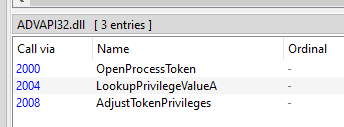 ADVAPI32.dll [ 3 entries ]
Call via Name Ordinal
2000 OpenProcessToken -
2004 LookupPrivilegeValueA -
2008 AdjustTokenPrivileges -